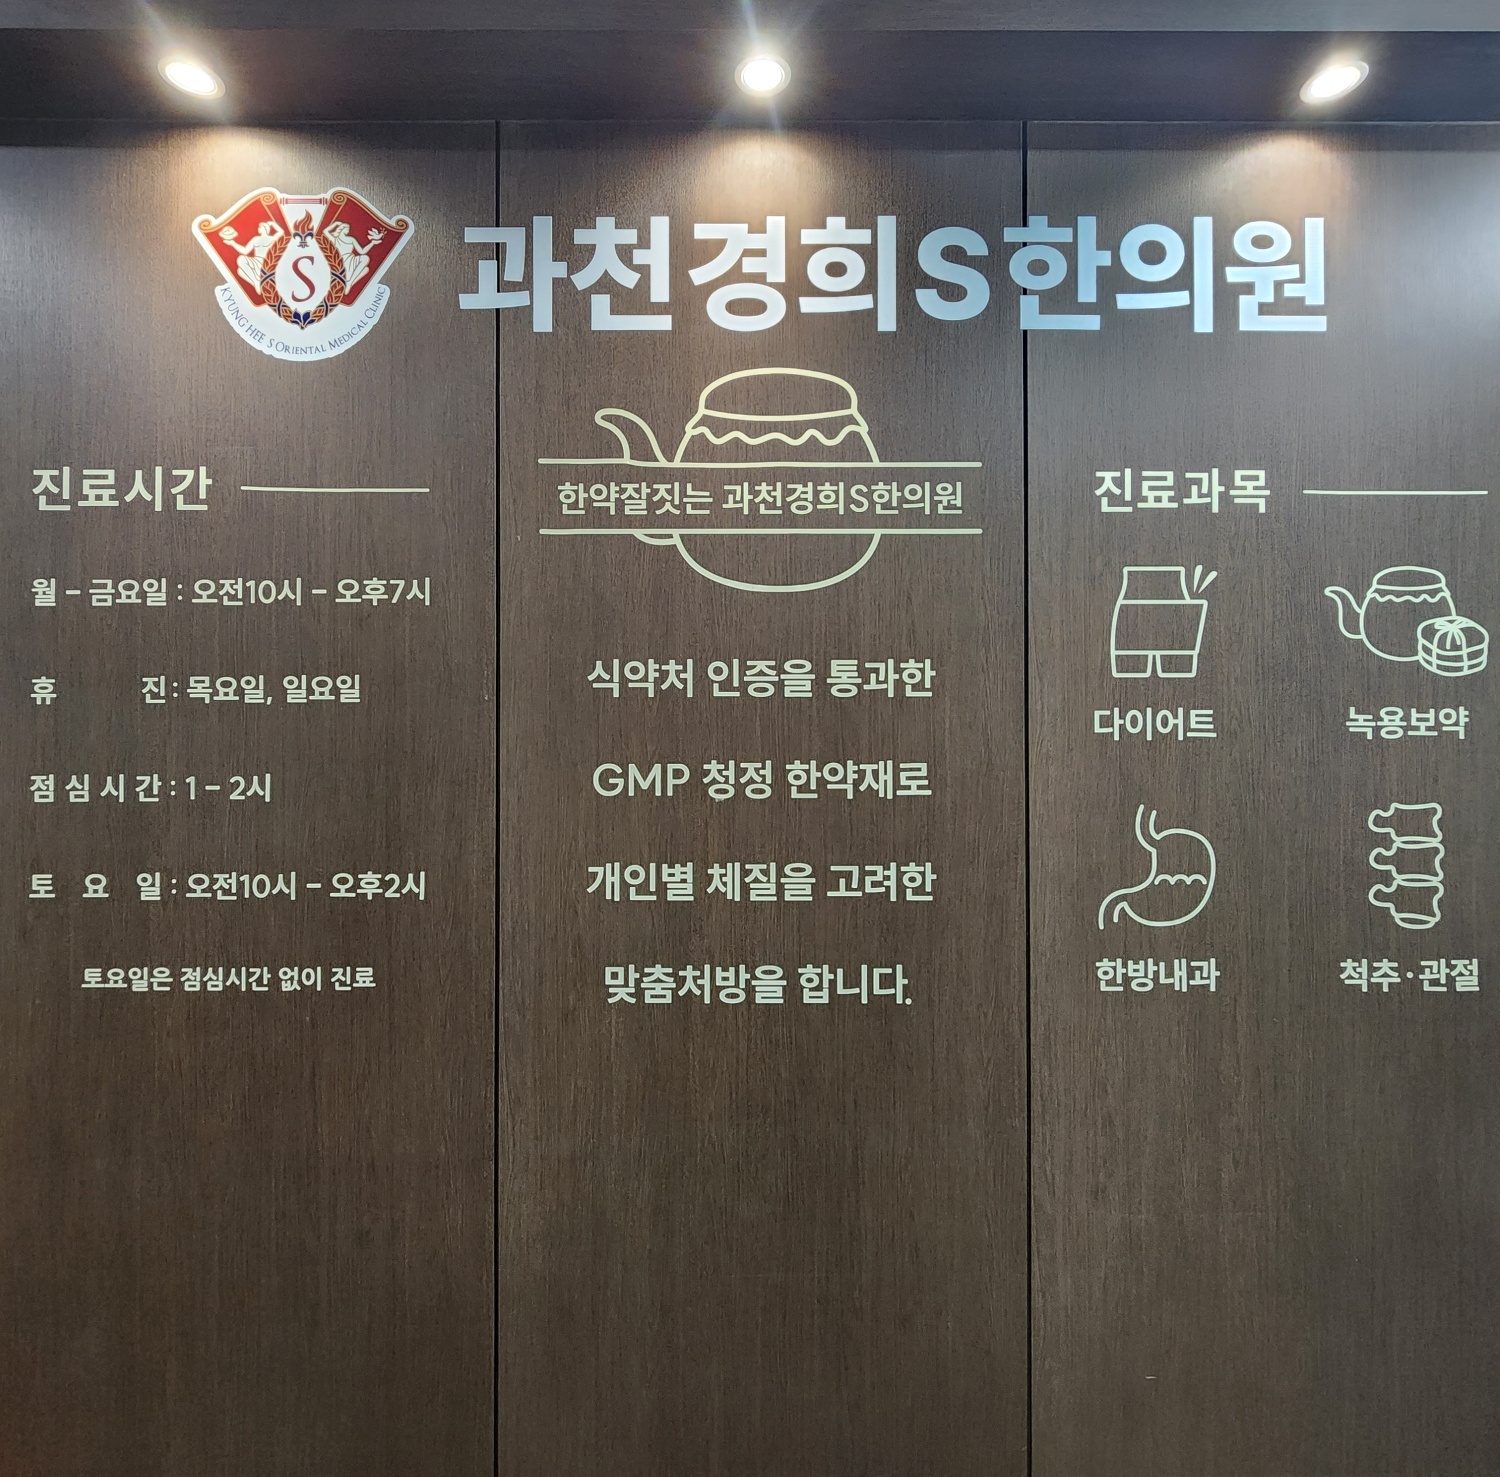 과천경희S한의원
KYUNG HEE S ORIENTAL MEDICAL CLINIC
S
진료시간
월 - 금요일 : 오전10시 - 오후7시
휴 진 : 목요일, 일요일
점 심 시 간 : 1 - 2시
토 요 일 : 오전10시 - 오후2시
토요일은 점심시간 없이 진료
한약잘짓는 과천경희S한의원
식약처 인증을 통과한
GMP 청정 한약재로
개인별 체질을 고려한
맞춤처방을 합니다.
진료과목
다이어트
녹용보약
한방내과
척추·관절